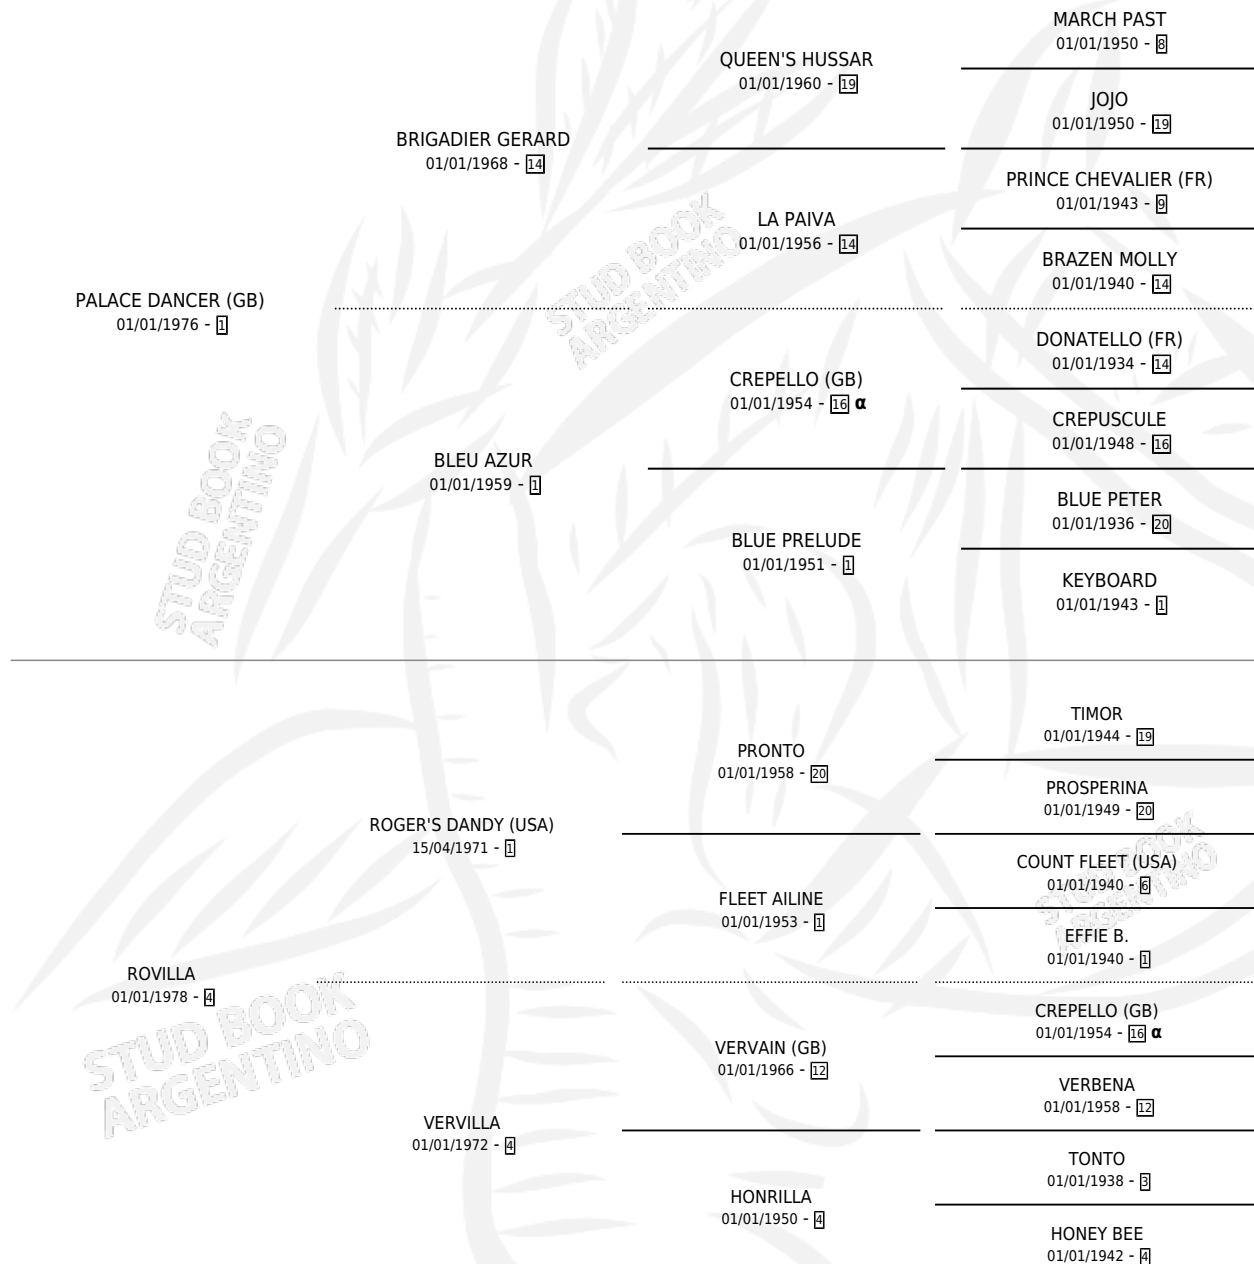 MARCH PAST
01/01/1950 - 8
QUEEN'S HUSSAR
01/01/1960 - 19
JOJO
01/01/1950 - 19
BRIGADIER GERARD
01/01/1968 - 14
PRINCE CHEVALIER (FR)
01/01/1943 - 9
LA PAIVA
01/01/1956 - 14
BRAZEN MOLLY
01/01/1940 - 14
PALACE DANCER (GB)
01/01/1976 - 1
STUD BOOK
ARGENTINO
DONATELLO (FR)
01/01/1934 - 14
CREPELLO (GB)
01/01/1954 - 16 α
CREPUSCULE
01/01/1948 - 16
BLEU AZUR
01/01/1959 - 1
BLUE PETER
01/01/1936 - 20
BLUE PRELUDE
01/01/1951 - 1
KEYBOARD
01/01/1943 - 1
STUD BOOK
ARGENTINO
TIMOR
01/01/1944 - 19
PRONTO
01/01/1958 - 20
PROSPERINA
01/01/1949 - 20
ROGER'S DANDY (USA)
15/04/1971 - 1
COUNT FLEET (USA)
01/01/1940 - 6
FLEET AILINE
01/01/1953 - 1
EFFIE B.
01/01/1940 - 1
STUD BOOK
ARGENTINO
ROVILLA
01/01/1978 - 4
CREPELLO (GB)
01/01/1954 - 16 α
VERVAIN (GB)
01/01/1966 - 12
VERBENA
01/01/1958 - 12
STUD BOOK
ARGENTINO
VERVILLA
01/01/1972 - 4
TONTO
01/01/1938 - 3
HONRILLA
01/01/1950 - 4
HONEY BEE
01/01/1942 - 4